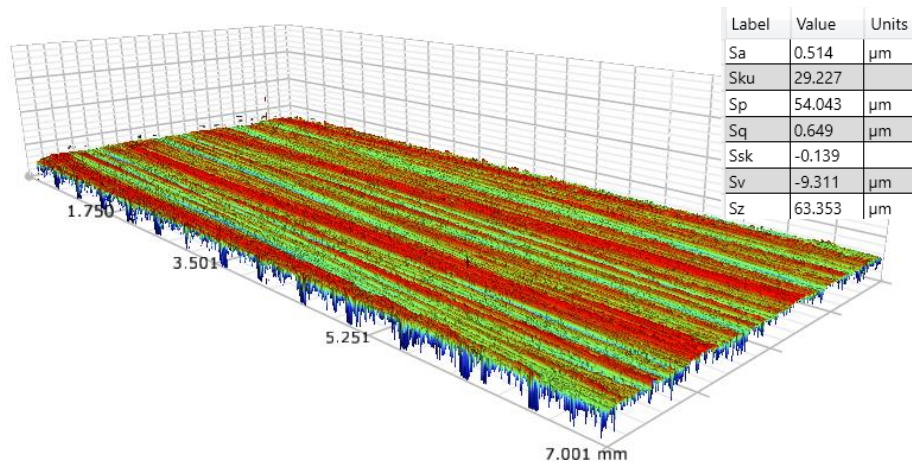 Label Value Units
Sa 0.514 µm
Sku 29.227
Sp 54.043 µm
Sq 0.649 µm
Ssk -0.139
Sv -9.311 µm
Sz 63.353 µm
1.750
3.501
5.251
7.001 mm